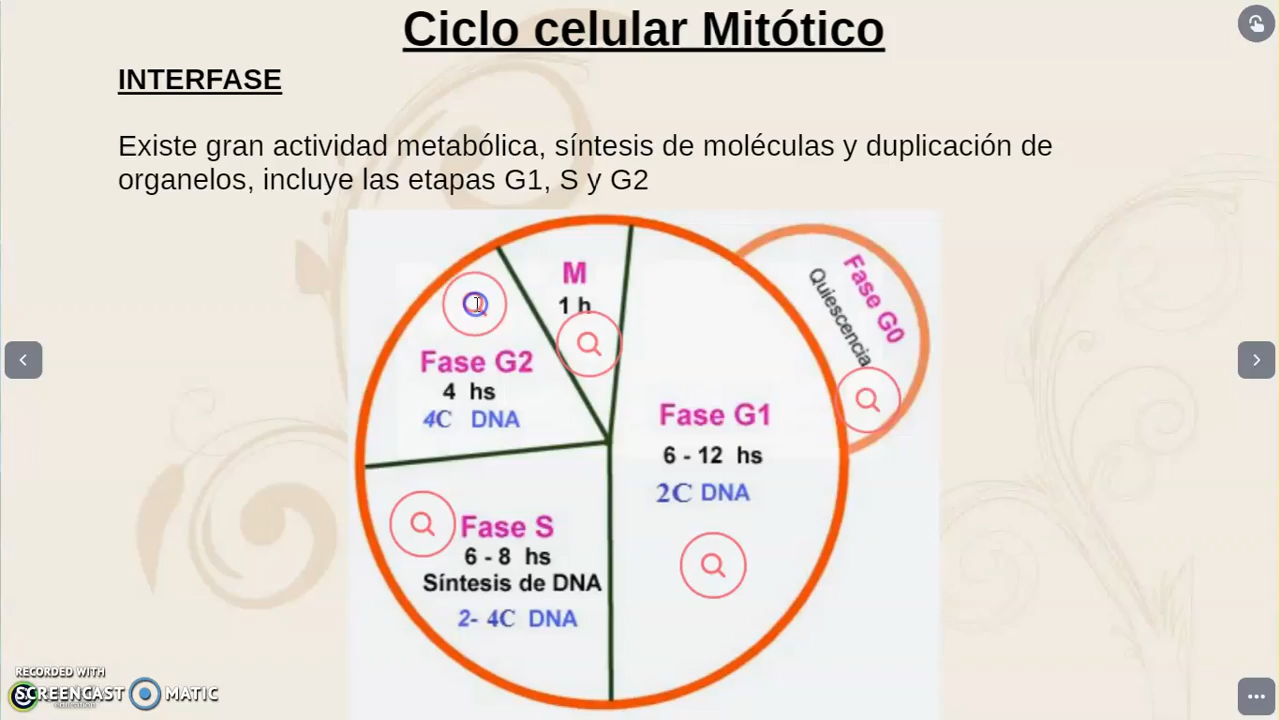 Ciclo celular Mitótico
INTERFASE
Existe gran actividad metabólica, síntesis de moléculas y duplicación de
organelos, incluye las etapas G1, S y G2
M
1 h
Fase G0
Quiescencia
Fase G2
4 hs
4C DNA
Fase G1
6 - 12 hs
2C DNA
Fase S
6 - 8 hs
Síntesis de DNA
2- 4C DNA
RECORDED WITH
SCREENCAST MATIC
education